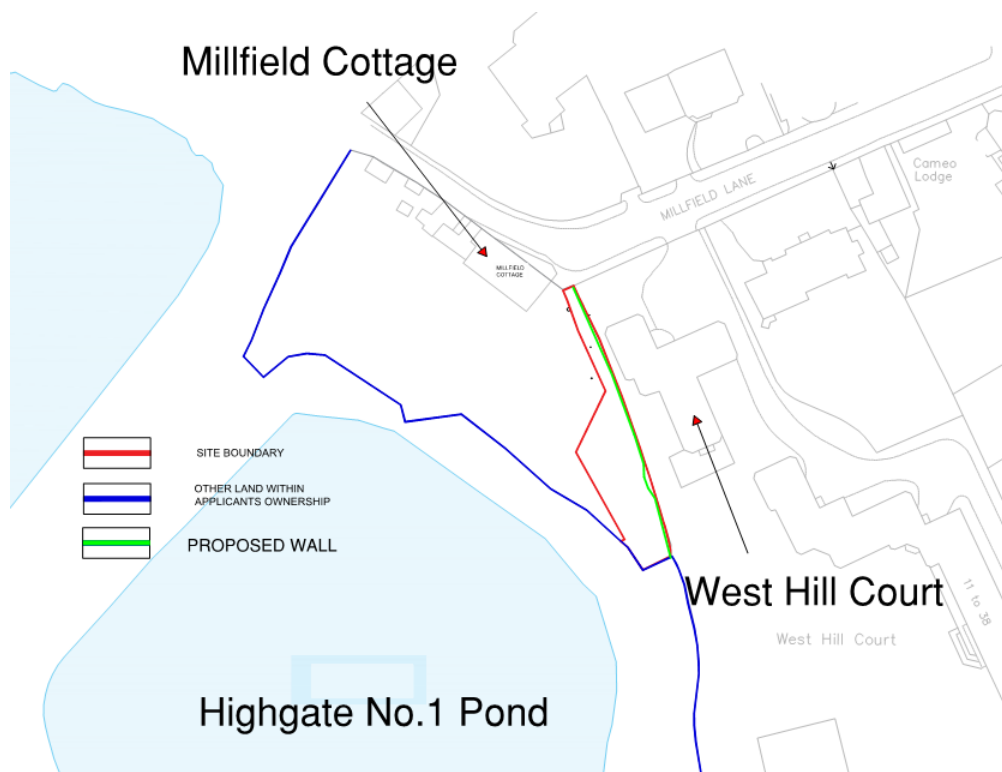 Millfield Cottage
Cameo
Lodge
MILLFIELD LANE
MILLFIELD
COTTAGE
SITE BOUNDARY
OTHER LAND WITHIN
APPLICANTS OWNERSHIP
PROPOSED WALL
West Hill Court
11 to 38
West Hill Court
Highgate No.1 Pond